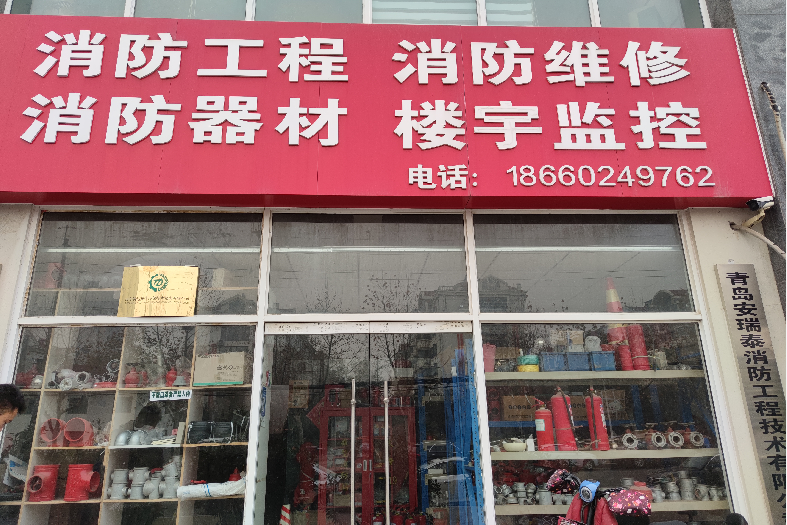 消防工程 消防维修
消防器材 楼宇监控
电话：18660249762
青岛安瑞泰消防工程技术有限公